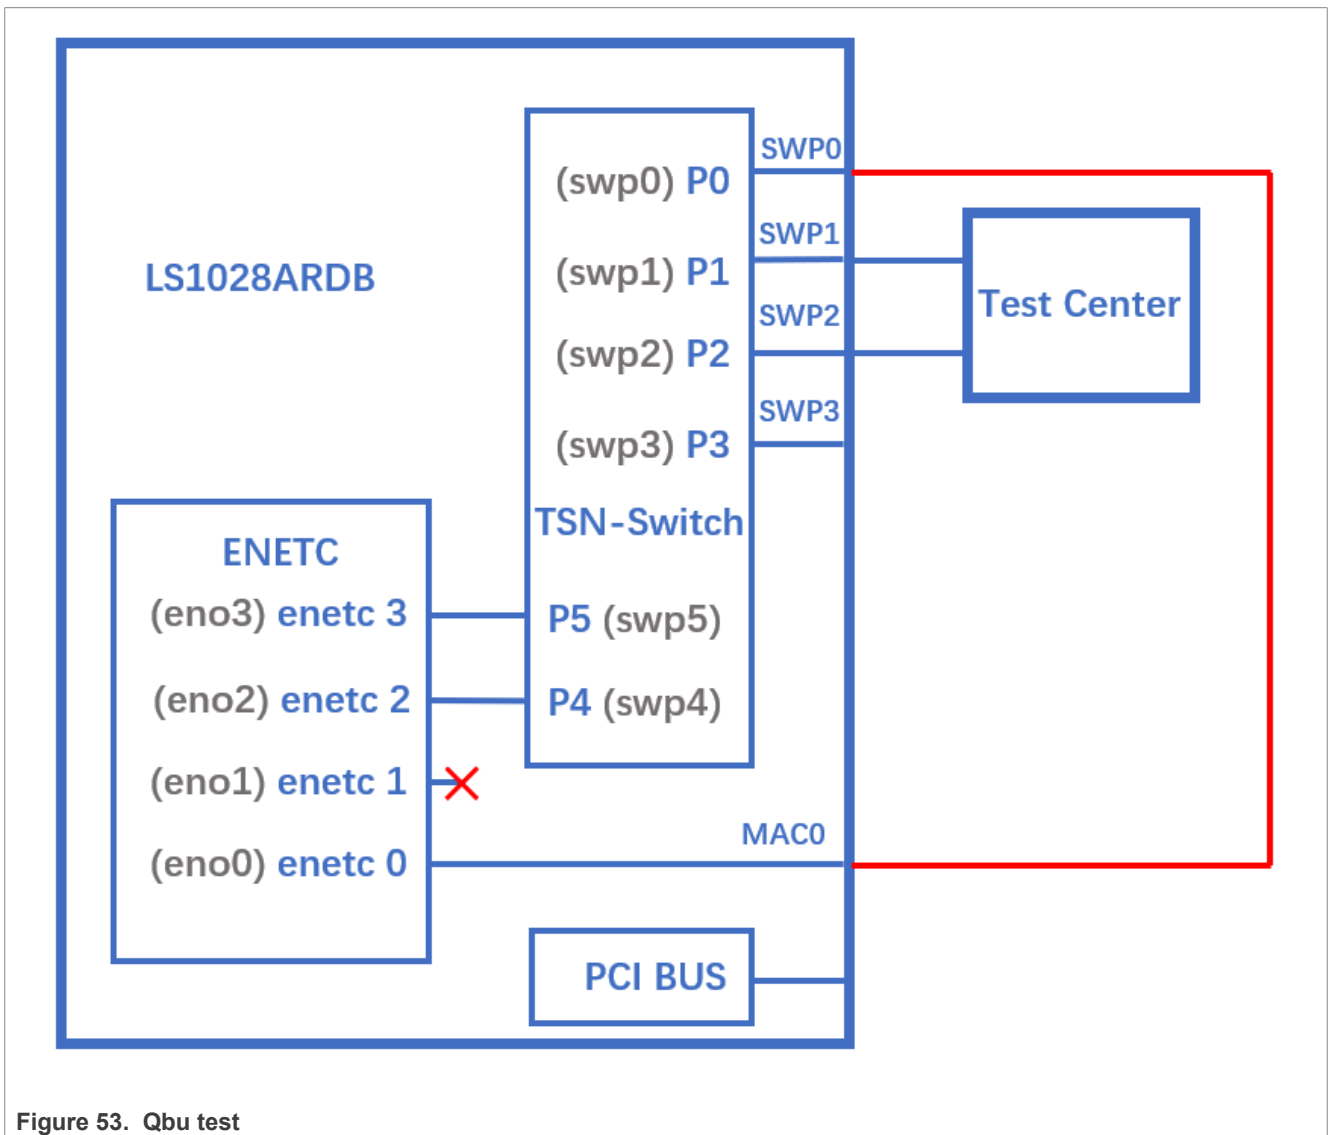 SWP0
(swp0) P0
SWP1
(swp1) P1
LS1028ARDB
Test Center
SWP2
(swp2) P2
SWP3
(swp3) P3
TSN-Switch
ENETC
(eno3) enetc 3
P5 (swp5)
(eno2) enetc 2
P4 (swp4)
(eno1) enetc 1
MAC0
(eno0) enetc 0
PCI BUS
Figure 53. Qbu test